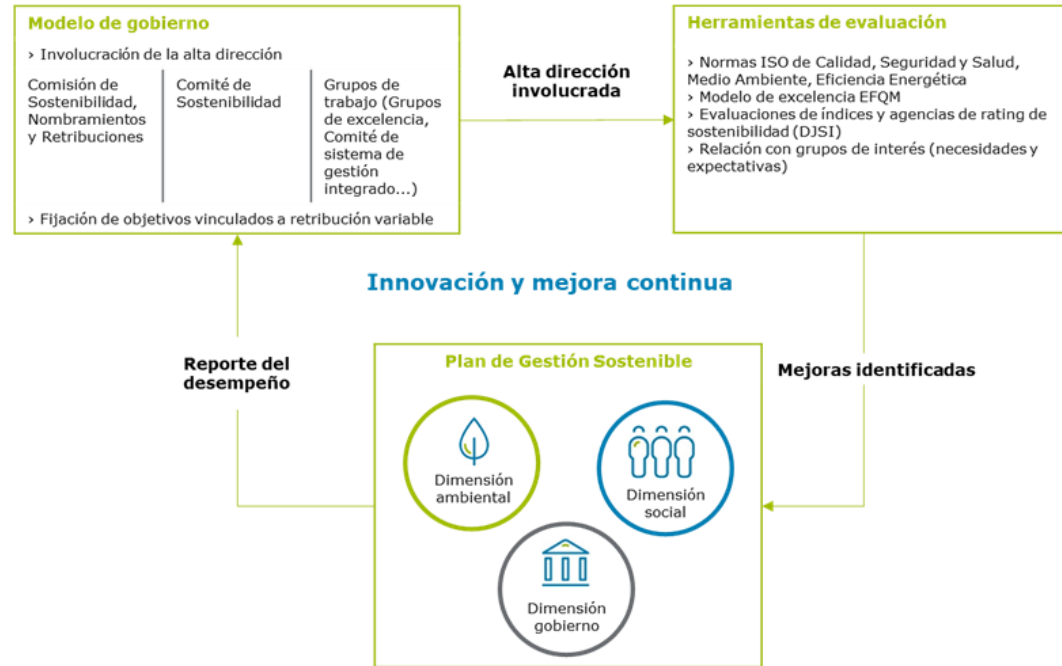 Modelo de gobierno
› Involucración de la alta dirección
Comisión de
Sostenibilidad,
Nombramientos
y Retribuciones
Comité de
Sostenibilidad
Grupos de
trabajo (Grupos
de excelencia,
Comité de
sistema de
gestión
integrado...)
› Fijación de objetivos vinculados a retribución variable
Alta dirección
involucrada
Herramientas de evaluación
› Normas ISO de Calidad, Seguridad y Salud,
Medio Ambiente, Eficiencia Energética
› Modelo de excelencia EFQM
› Evaluaciones de índices y agencias de rating de
sostenibilidad (DJSI)
› Relación con grupos de interés (necesidades y
expectativas)
Innovación y mejora continua
Reporte del
desempeño
Plan de Gestión Sostenible
Mejoras identificadas
Dimensión
ambiental
Dimensión
social
Dimensión
gobierno